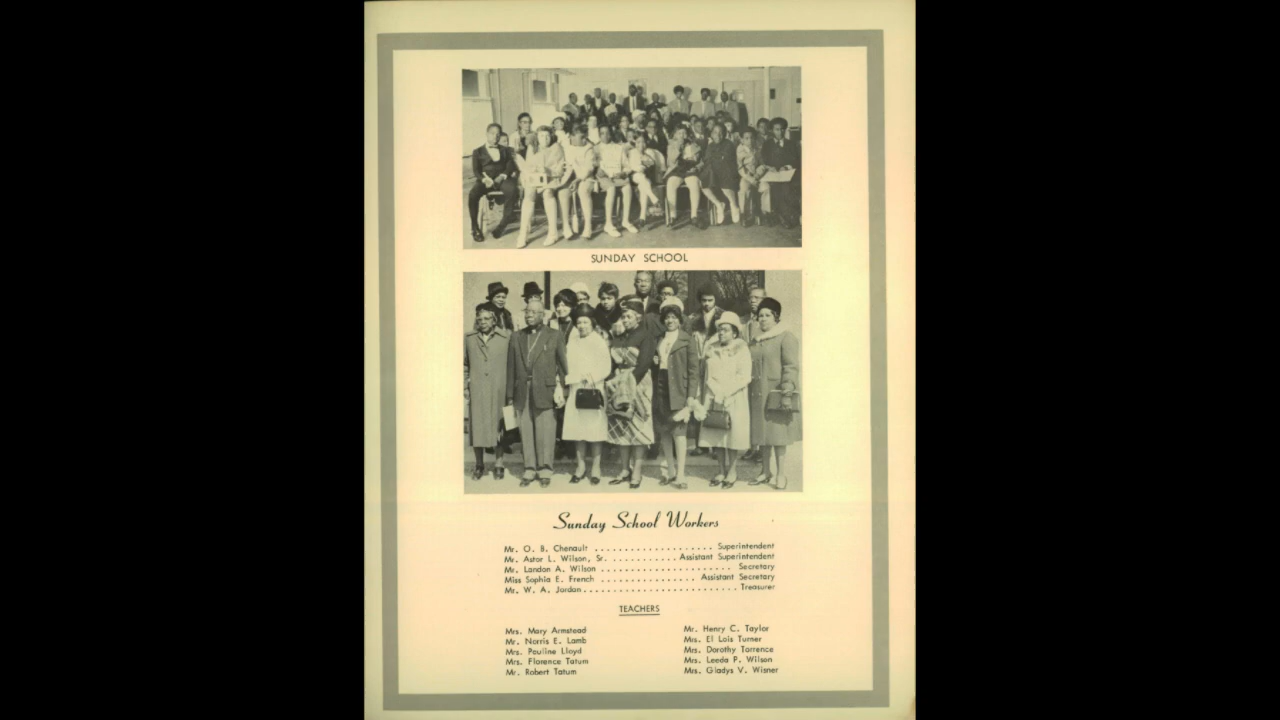 SUNDAY SCHOOL
Sunday School Workers
Mr. O. B. Chenault .................... Superintendent
Mr. Astor L. Wilson, Sr. ........... Assistant Superintendent
Mr. Landon A. Wilson ...................... Secretary
Miss Sophia E. French ................ Assistant Secretary
Mr. W. A. Jordan.......................... Treasurer
TEACHERS
Mrs. Mary Armstead
Mr. Norris E. Lamb
Mrs. Pauline Lloyd
Mrs. Florence Tatum
Mr. Robert Tatum
Mr. Henry C. Taylor
Mrs. El Lois Turner
Mrs. Dorothy Torrence
Mrs. Leeda P. Wilson
Mrs. Gladys V. Wisner